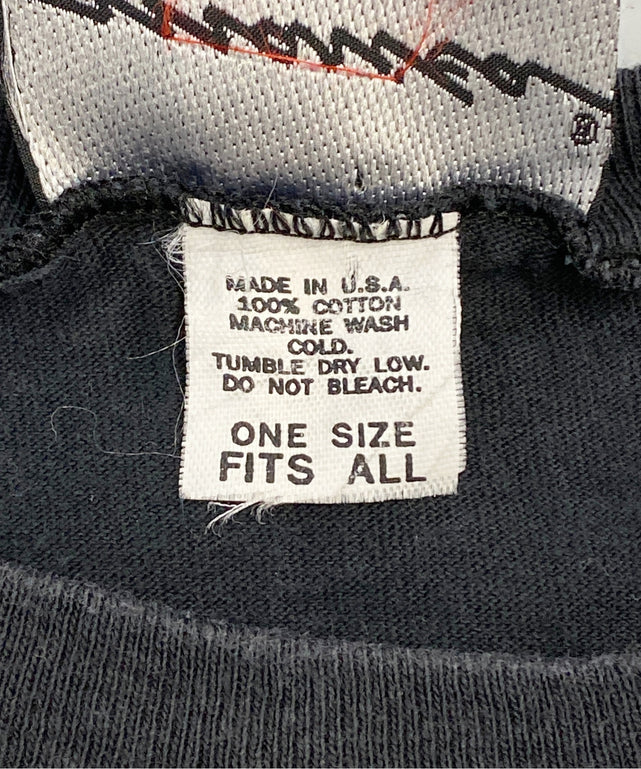 ®
MADE IN U.S.A.
100% COTTON
MACHINE WASH
COLD.
TUMBLE DRY LOW.
DO NOT BLEACH.
ONE SIZE
FITS ALL